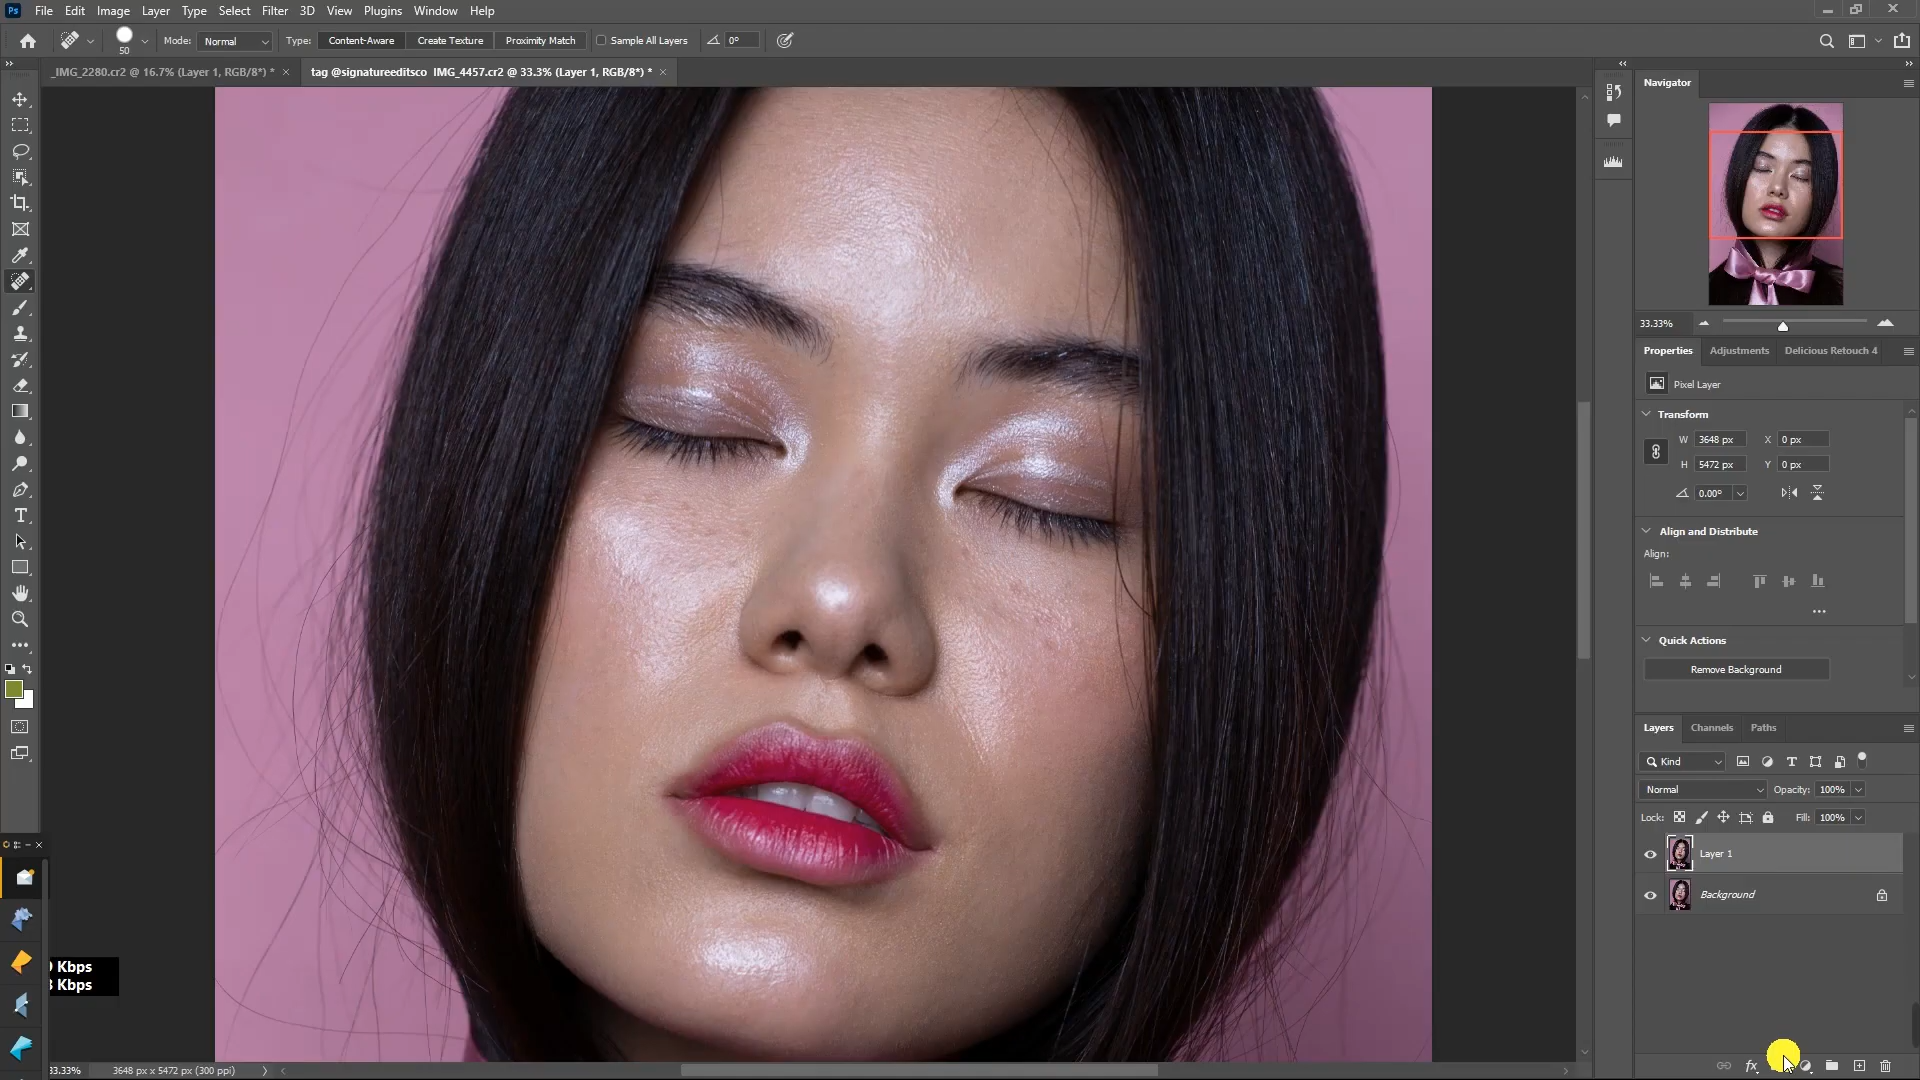 Ps File Edit Image Layer Type Select Filter 3D View Plugins Window Help
50 Mode: Normal Type: Content-Aware Create Texture Proximity Match Sample All Layers 0°
_IMG_2280.cr2 @ 16.7% (Layer 1, RGB/8*) * × tag @signatureeditsco IMG_4457.cr2 @ 33.3% (Layer 1, RGB/8*) * ×
Navigator
33.33%
Properties Adjustments Delicious Retouch 4
Pixel Layer
Transform
W 3648 px X 0 px
H 5472 px Y 0 px
0.00°
Align and Distribute
Align:
Quick Actions
Remove Background
Layers Channels Paths
Kind
Normal Opacity: 100%
Lock: Fill: 100%
Layer 1
Background
Kbps
Kbps
fx
33.33% 3648 px x 5472 px (300 ppi)